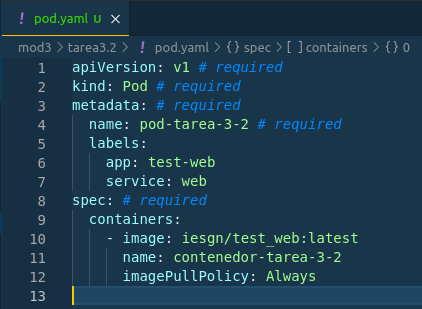 ! pod.yaml U ×
mod3 > tarea3.2 > ! pod.yaml > {} spec > [ ] containers > {} 0
1 apiVersion: v1 # required
2 kind: Pod # required
3 metadata: # required
4   name: pod-tarea-3-2 # required
5   labels:
6     app: test-web
7     service: web
8 spec: # required
9   containers:
10     - image: iesgn/test_web:latest
11       name: contenedor-tarea-3-2
12       imagePullPolicy: Always
13